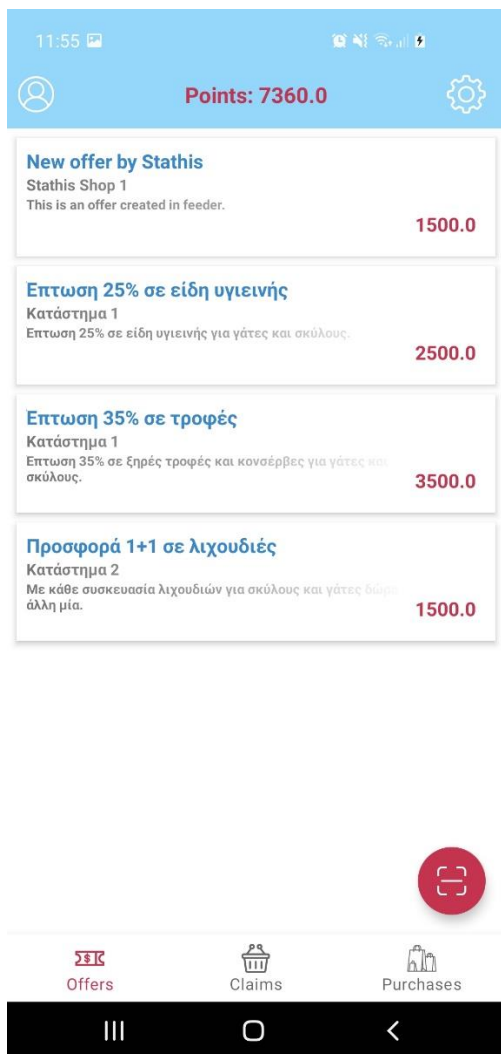 11:55
Points: 7360.0
New offer by Stathis
Stathis Shop 1
This is an offer created in feeder.
1500.0
Επτωση 25% σε είδη υγιεινής
Κατάστημα 1
Επτωση 25% σε είδη υγιεινής για γάτες και σκύλους.
2500.0
Επτωση 35% σε τροφές
Κατάστημα 1
Επτωση 35% σε ξηρές τροφές και κονσέρβες για γάτες και
σκύλους.
3500.0
Προσφορά 1+1 σε λιχουδιές
Κατάστημα 2
Με κάθε συσκευασία λιχουδιών για σκύλους και γάτες δώρο
άλλη μία.
1500.0
Offers
Claims
Purchases